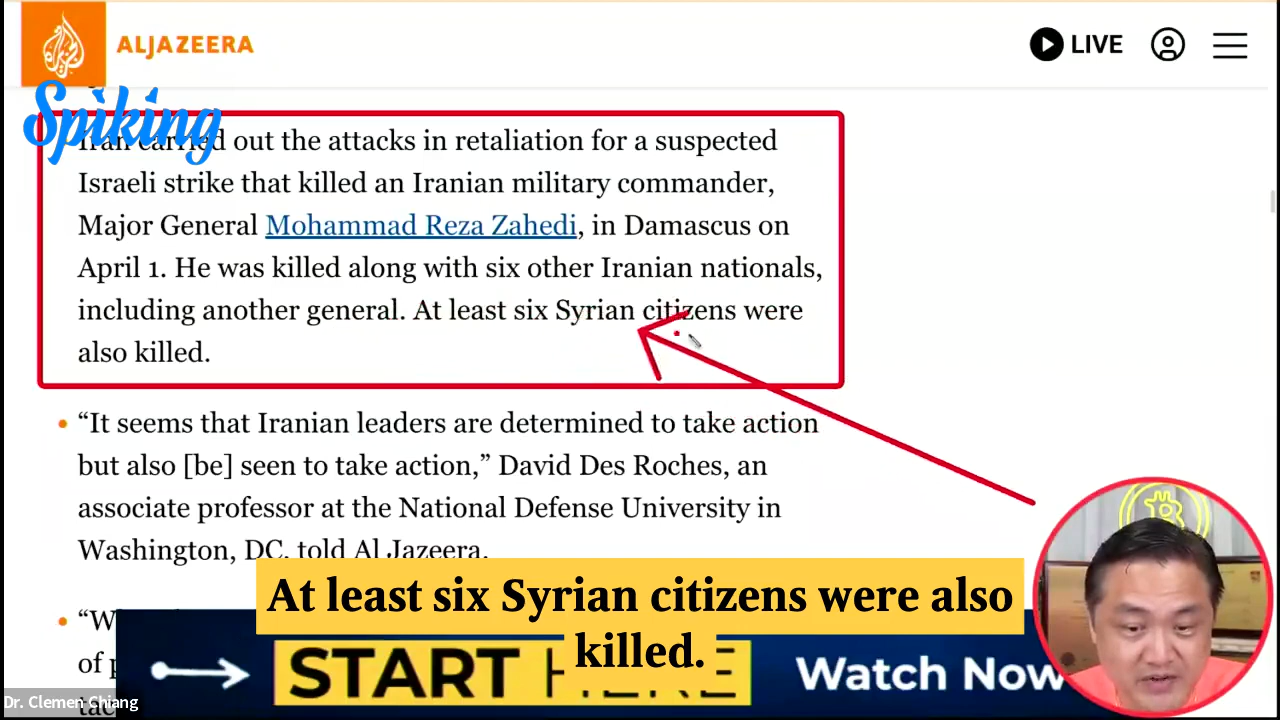 ALJAZEERA
LIVE
Spiking
Iran carried out the attacks in retaliation for a suspected
Israeli strike that killed an Iranian military commander,
Major General Mohammad Reza Zahedi, in Damascus on
April 1. He was killed along with six other Iranian nationals,
including another general. At least six Syrian citizens were
also killed.
• “It seems that Iranian leaders are determined to take action
but also [be] seen to take action,” David Des Roches, an
associate professor at the National Defense University in
Washington, DC, told Al Jazeera.
At least six Syrian citizens were also
killed.
START HERE
Watch Now
of
Dr. Clemen Chiang